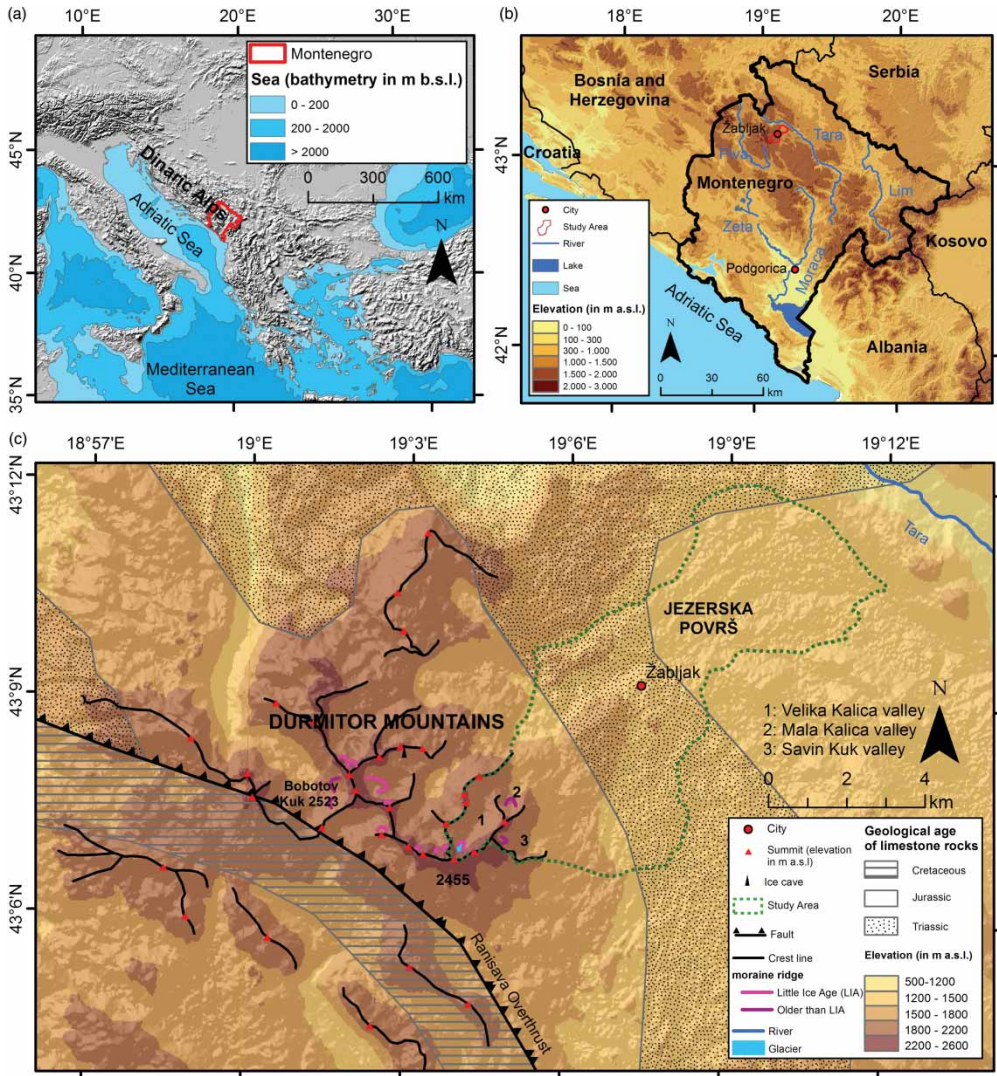 (a)
10°E
20°E
30°E
45°N
40°N
35°N
Montenegro
Sea (bathymetry in m b.s.l.)
0 - 200
200 - 2000
> 2000
0
300
600
km
N
Dinaric Alps
Adriatic Sea
Mediterranean
Sea
(b)
18°E
19°E
20°E
43°N
42°N
Bosnia and
Herzegovina
Serbia
Croatia
Žabljak
Tara
Piva
Montenegro
Lim
Zeta
Kosovo
Podgorica
Moraca
Adriatic Sea
Albania
City
Study Area
River
Lake
Sea
Elevation (in m a.s.l.)
0 - 100
100 - 300
300 - 1.000
1.000 - 1.500
1.500 - 2.000
2.000 - 3.000
N
0
30
60
km
(c)
18°57'E
19°E
19°3'E
19°6'E
19°9'E
19°12'E
43°12'N
43°9'N
43°6'N
Tara
JEZERSKA
POVRŠ
Žabljak
DURMITOR MOUNTAINS
Bobotov
Kuk 2523
1
2
3
2455
Ranisava Overthrust
N
1: Velika Kalica valley
2: Mala Kalica valley
3: Savin Kuk valley
0
2
4
km
City
Summit (elevation
in m a.s.l)
Ice cave
Study Area
Fault
Crest line
moraine ridge
Little Ice Age (LIA)
Older than LIA
River
Glacier
Geological age
of limestone rocks
Cretaceous
Jurassic
Triassic
Elevation (in m a.s.l.)
500-1200
1200 - 1500
1500 - 1800
1800 - 2200
2200 - 2600